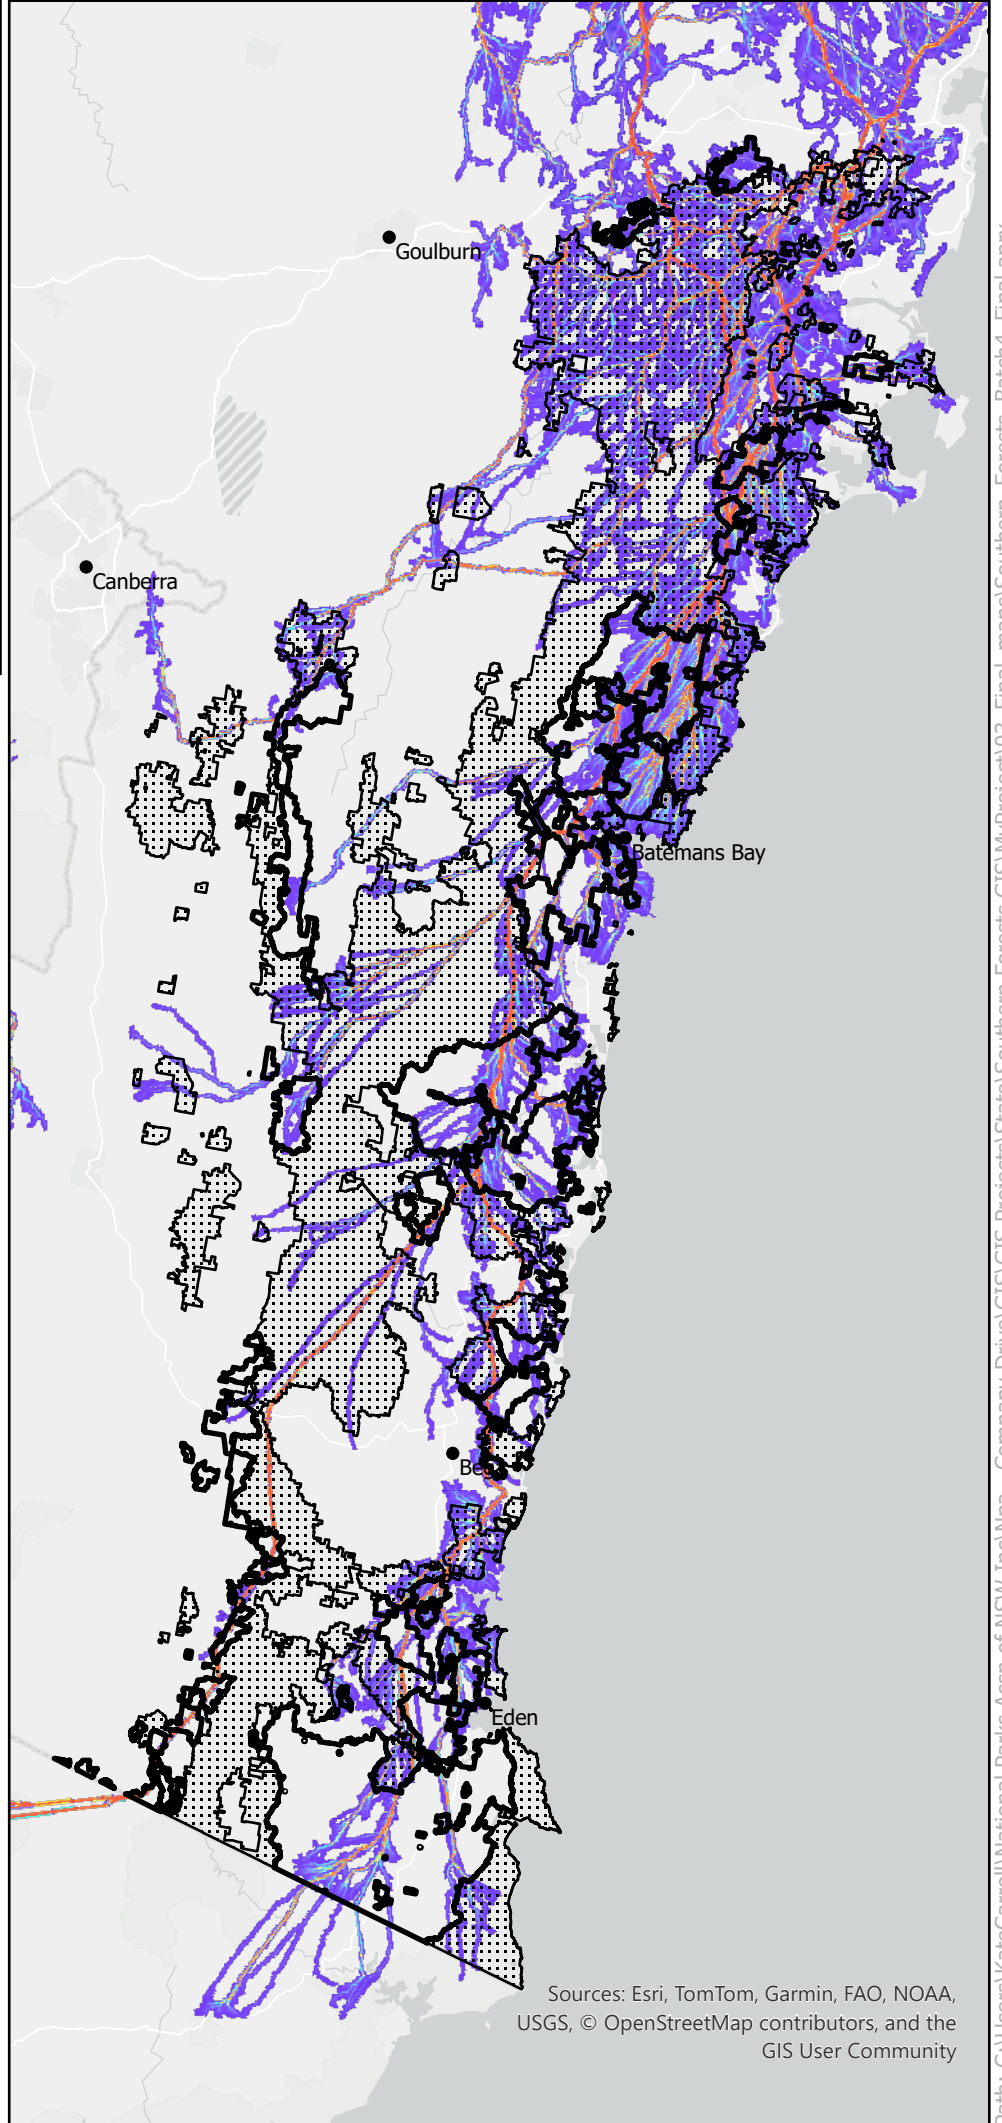 Goulburn
Canberra
Batemans Bay
Be
Eden
Sources: Esri, TomTom, Garmin, FAO, NOAA,
USGS, © OpenStreetMap contributors, and the
GIS User Community